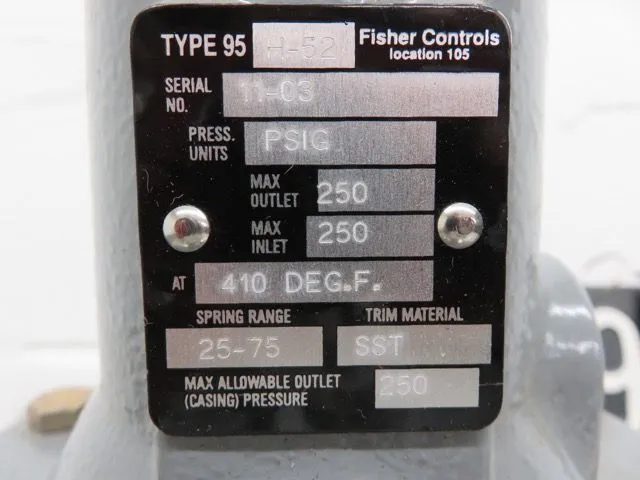 TYPE 95 H-52 Fisher Controls
location 105
SERIAL NO. 11-03
PRESS. UNITS PSIG
MAX OUTLET 250
MAX INLET 250
AT 410 DEG.F.
SPRING RANGE TRIM MATERIAL
25-75 SST
MAX ALLOWABLE OUTLET
(CASING) PRESSURE 250